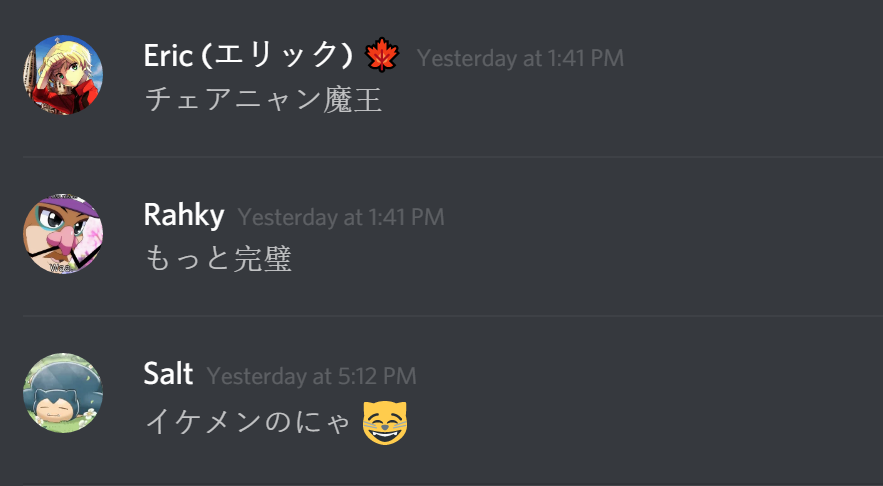 Eric (エリック) 🍁 Yesterday at 1:41 PM
チェアニャン魔王
Rahky Yesterday at 1:41 PM
もっと完璧
Salt Yesterday at 5:12 PM
イケメンのにゃ 😸